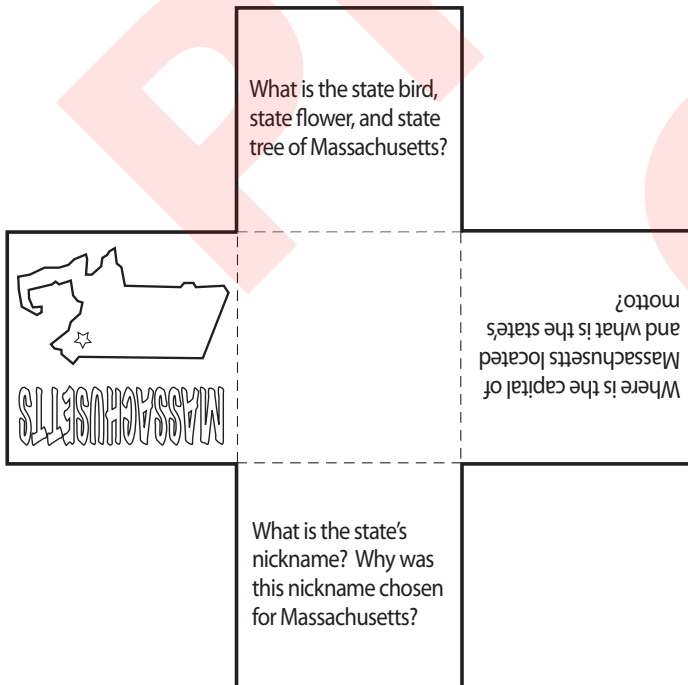 What is the state bird,
state flower, and state
tree of Massachusetts?
MASSACHUSETTS
Where is the capital of
Massachusetts located
and what is the state's
motto?
What is the state's
nickname? Why was
this nickname chosen
for Massachusetts?